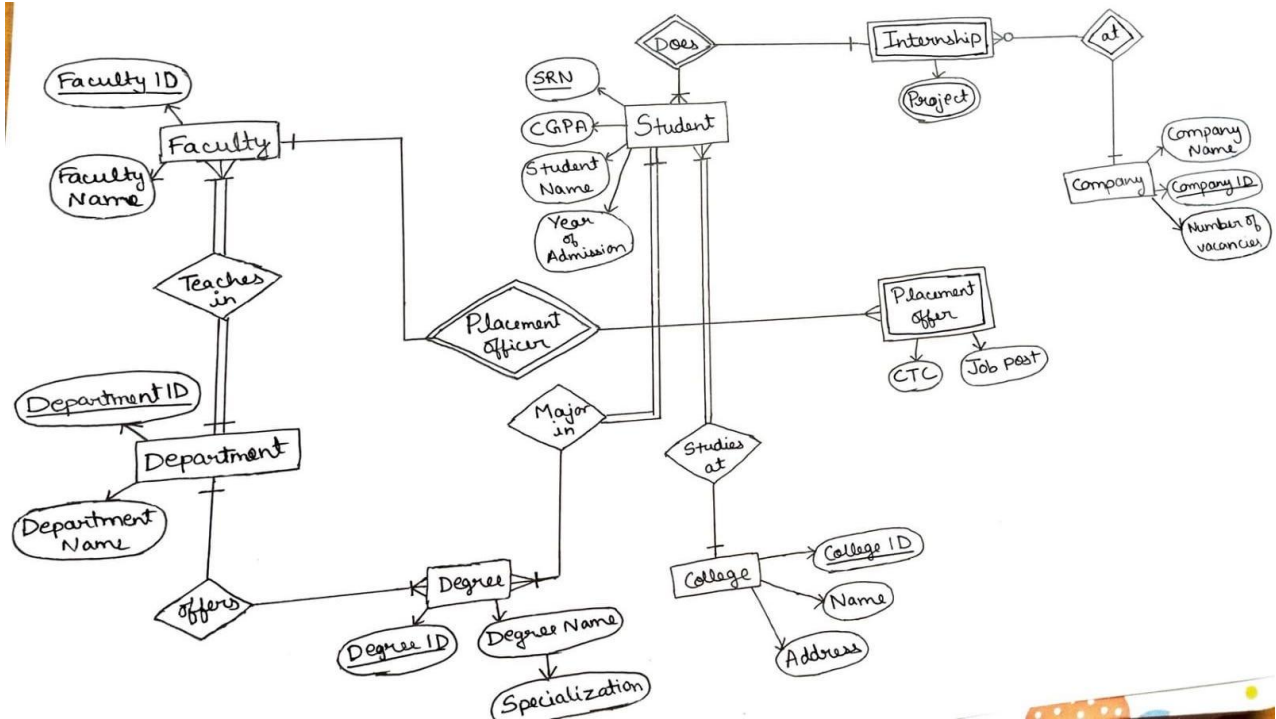 Does
Internship
at
Project
Faculty ID
SRN
Faculty
CGPA
Student
Company
Name
Faculty
Name
Student
Name
Company
Company ID
Year
of
Admission
Number of
vacancies
Teaches
in
Placement
officer
Placement
offer
CTC
Job post
Department ID
Major
in
Studies
at
Department
Department
Name
College ID
Degree
College
Name
offers
Degree ID
Degree Name
Address
Specialization